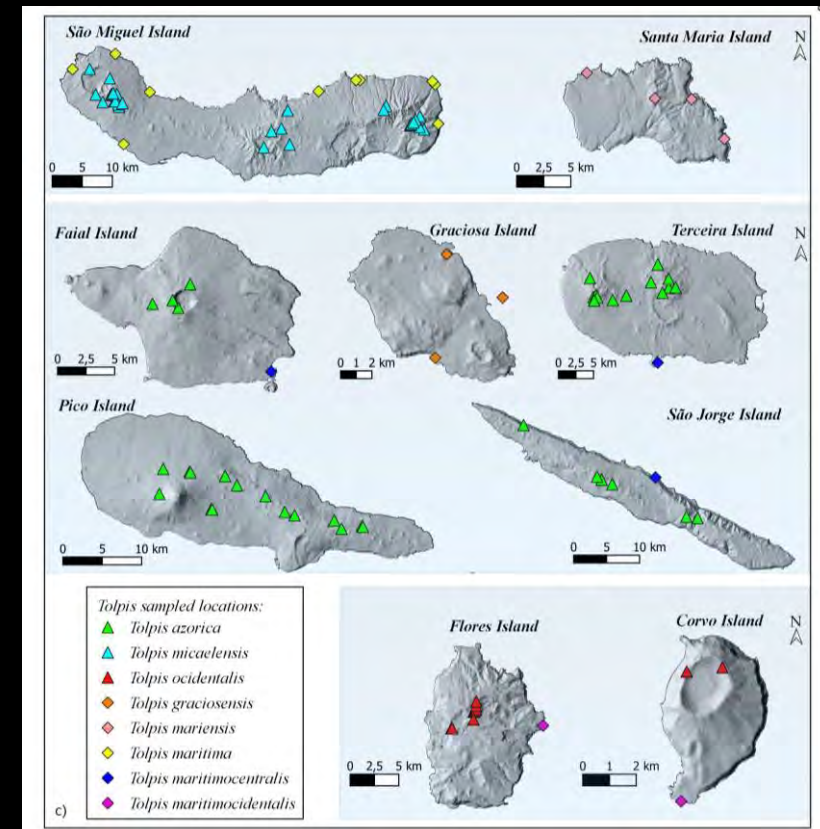 São Miguel Island
Santa Maria Island
N
0 5 10 km
0 2,5 5 km
Faial Island
Graciosa Island
Terceira Island
N
0 2,5 5 km
0 1 2 km
0 2,5 5 km
Pico Island
São Jorge Island
0 5 10 km
0 5 10 km
Tolpis sampled locations:
Tolpis azorica
Tolpis micaelensis
Tolpis ocidentalis
Tolpis graciosensis
Tolpis mariensis
Tolpis maritima
Tolpis maritimocentralis
Tolpis maritimocidentalis
Flores Island
Corvo Island
N
0 2,5 5 km
0 1 2 km
c)